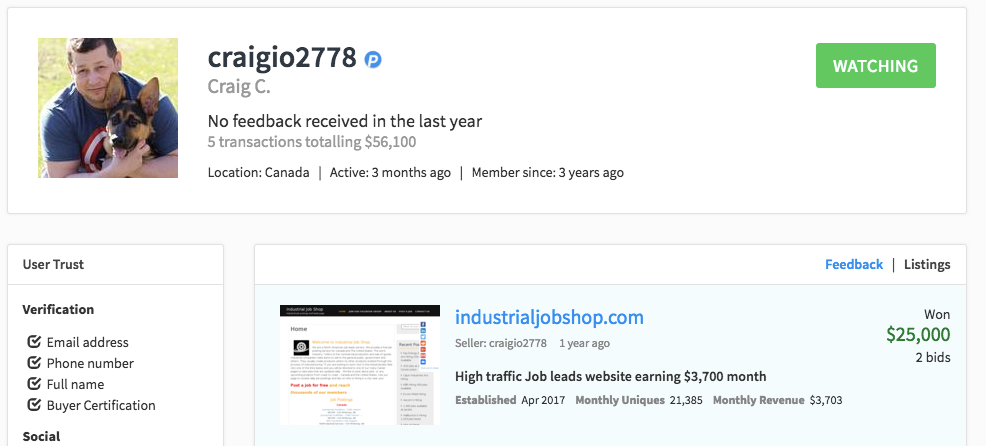 craigio2778
Craig C.
WATCHING
No feedback received in the last year
5 transactions totalling $56,100
Location: Canada | Active: 3 months ago | Member since: 3 years ago
User Trust
Verification
Email address
Phone number
Full name
Buyer Certification
Social
Feedback | Listings
Industrial Job Shop
Home
industrialjobshop.com
Seller: craigio2778 1 year ago
High traffic Job leads website earning $3,700 month
Established Apr 2017 Monthly Uniques 21,385 Monthly Revenue $3,703
Won
$25,000
2 bids